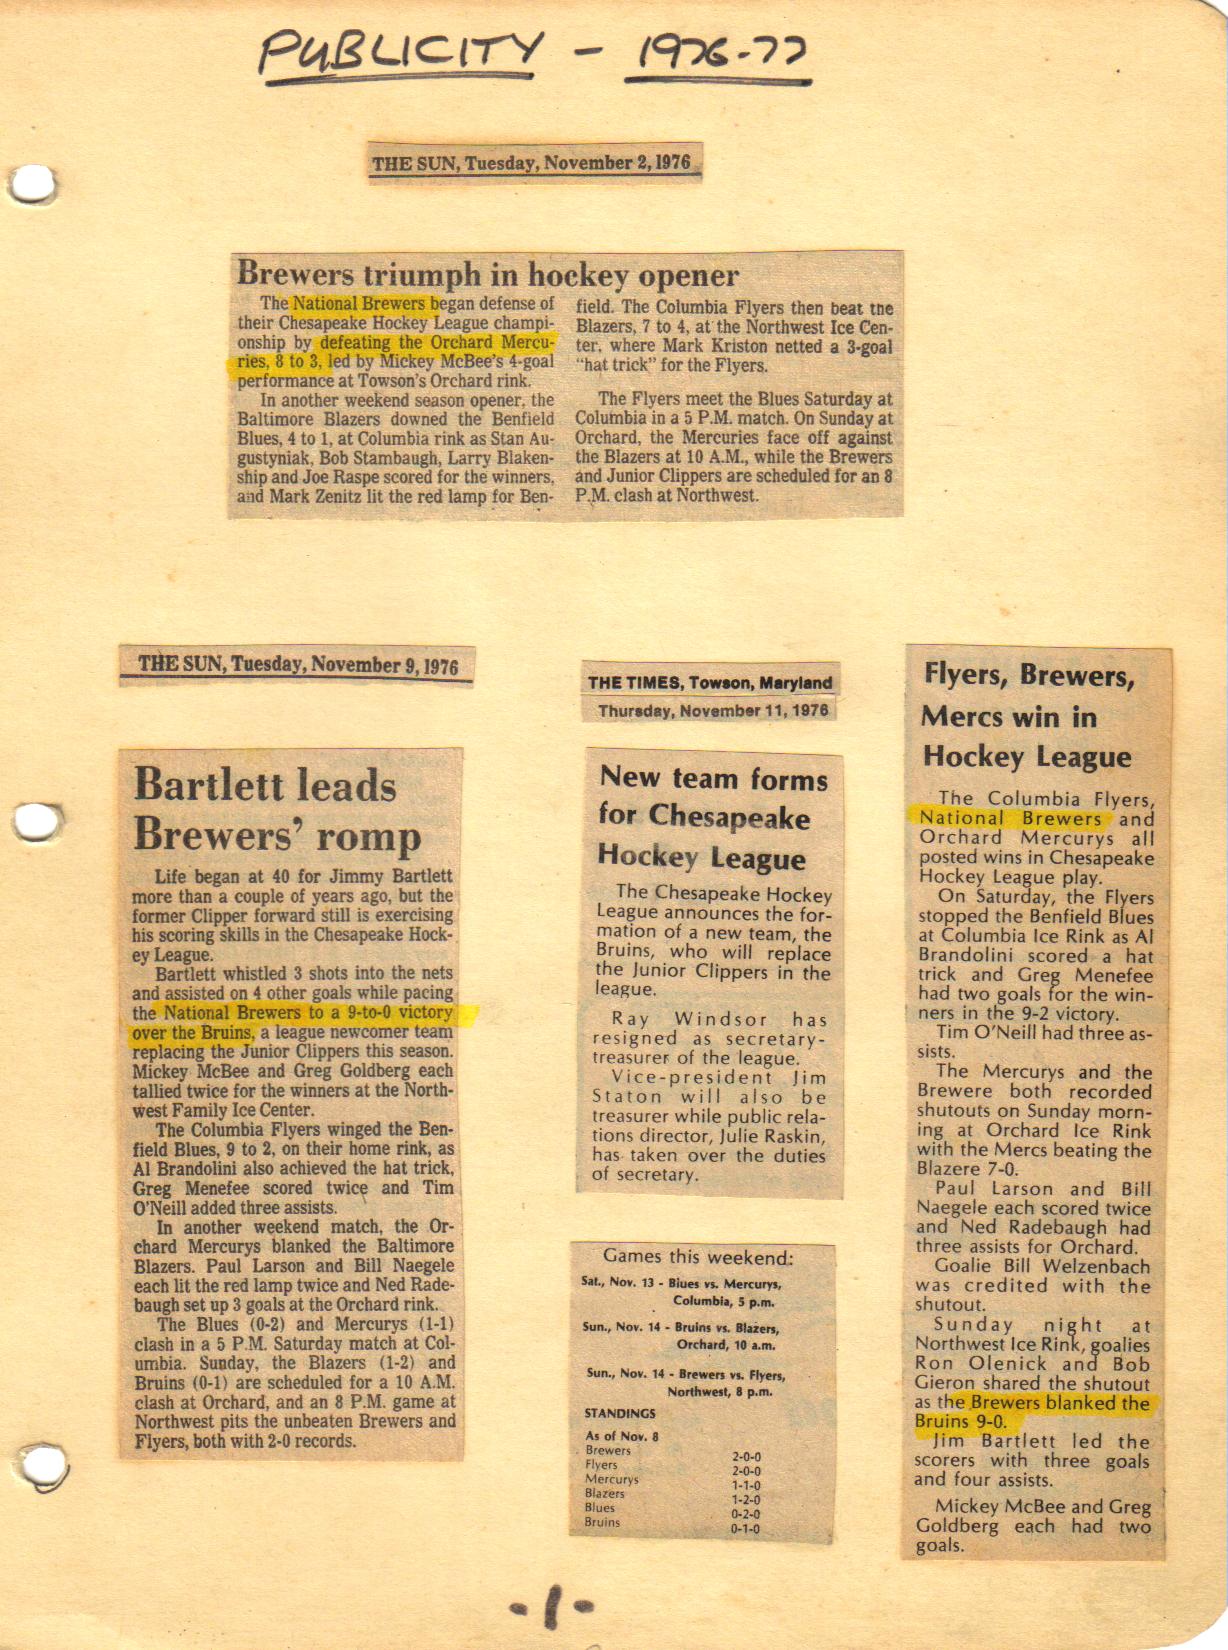 PUBLICITY - 1976-77
THE SUN, Tuesday, November 2, 1976
Brewers triumph in hockey opener
The National Brewers began defense of
their Chesapeake Hockey League champi-
onship by defeating the Orchard Mercu-
ries, 8 to 3, led by Mickey McBee's 4-goal
performance at Towson's Orchard rink.
In another weekend season opener, the
Baltimore Blazers downed the Benfield
Blues, 4 to 1, at Columbia rink as Stan Au-
gustyniak, Bob Stambaugh, Larry Blaken-
ship and Joe Raspe scored for the winners,
and Mark Zenitz lit the red lamp for Ben-
field. The Columbia Flyers then beat the
Blazers, 7 to 4, at the Northwest Ice Cen-
ter, where Mark Kriston netted a 3-goal
"hat trick" for the Flyers.
The Flyers meet the Blues Saturday at
Columbia in a 5 P.M. match. On Sunday at
Orchard, the Mercuries face off against
the Blazers at 10 A.M., while the Brewers
and Junior Clippers are scheduled for an 8
P.M. clash at Northwest.
THE SUN, Tuesday, November 9, 1976
Bartlett leads
Brewers' romp
Life began at 40 for Jimmy Bartlett
more than a couple of years ago, but the
former Clipper forward still is exercising
his scoring skills in the Chesapeake Hock-
ey League.
Bartlett whistled 3 shots into the nets
and assisted on 4 other goals while pacing
the National Brewers to a 9-to-0 victory
over the Bruins, a league newcomer team
replacing the Junior Clippers this season.
Mickey McBee and Greg Goldberg each
tallied twice for the winners at the North-
west Family Ice Center.
The Columbia Flyers winged the Ben-
field Blues, 9 to 2, on their home rink, as
Al Brandolini also achieved the hat trick,
Greg Menefee scored twice and Tim
O'Neill added three assists.
In another weekend match, the Or-
chard Mercurys blanked the Baltimore
Blazers. Paul Larson and Bill Naegele
each lit the red lamp twice and Ned Rade-
baugh set up 3 goals at the Orchard rink.
The Blues (0-2) and Mercurys (1-1)
clash in a 5 P.M. Saturday match at Col-
umbia. Sunday, the Blazers (1-2) and
Bruins (0-1) are scheduled for a 10 A.M.
clash at Orchard, and an 8 P.M. game at
Northwest pits the unbeaten Brewers and
Flyers, both with 2-0 records.
THE TIMES, Towson, Maryland
Thursday, November 11, 1976
New team forms
for Chesapeake
Hockey League
The Chesapeake Hockey
League announces the for-
mation of a new team, the
Bruins, who will replace
the Junior Clippers in the
league.
Ray Windsor has
resigned as secretary-
treasurer of the league.
Vice-president Jim
Staton will also be
treasurer while public rela-
tions director, Julie Raskin,
has taken over the duties
of secretary.
Games this weekend:
Sat., Nov. 13 - Blues vs. Mercurys,
Columbia, 5 p.m.
Sun., Nov. 14 - Bruins vs. Blazers,
Orchard, 10 a.m.
Sun., Nov. 14 - Brewers vs. Flyers,
Northwest, 8 p.m.
STANDINGS
As of Nov. 8
Brewers 2-0-0
Flyers 2-0-0
Mercurys 1-1-0
Blazers 1-2-0
Blues 0-2-0
Bruins 0-1-0
Flyers, Brewers,
Mercs win in
Hockey League
The Columbia Flyers,
National Brewers and
Orchard Mercurys all
posted wins in Chesapeake
Hockey League play.
On Saturday, the Flyers
stopped the Benfield Blues
at Columbia Ice Rink as Al
Brandolini scored a hat
trick and Greg Menefee
had two goals for the win-
ners in the 9-2 victory.
Tim O'Neill had three as-
sists.
The Mercurys and the
Brewere both recorded
shutouts on Sunday morn-
ing at Orchard Ice Rink
with the Mercs beating the
Blazere 7-0.
Paul Larson and Bill
Naegele each scored twice
and Ned Radebaugh had
three assists for Orchard.
Goalie Bill Welzenbach
was credited with the
shutout.
Sunday night at
Northwest Ice Rink, goalies
Ron Olenick and Bob
Gieron shared the shutout
as the Brewers blanked the
Bruins 9-0.
Jim Bartlett led the
scorers with three goals
and four assists.
Mickey McBee and Greg
Goldberg each had two
goals.
-1-